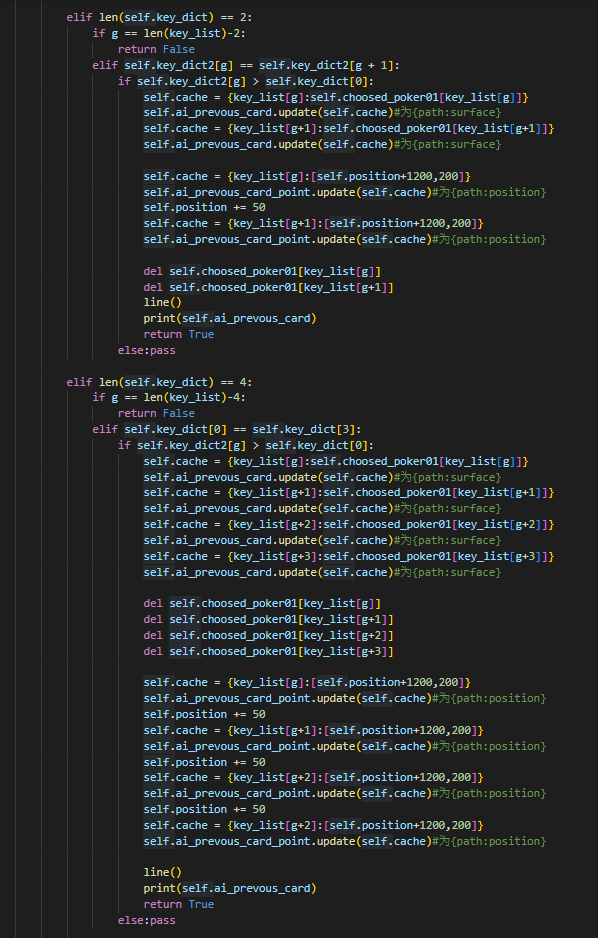 elif len(self.key_dict) == 2:
if g == len(key_list)-2:
return False
elif self.key_dict2[g] == self.key_dict2[g + 1]:
if self.key_dict2[g] > self.key_dict[0]:
self.cache = {key_list[g]:self.choosed_poker01[key_list[g]]}
self.ai_prevous_card.update(self.cache)#为{path:surface}
self.cache = {key_list[g+1]:self.choosed_poker01[key_list[g+1]]}
self.ai_prevous_card.update(self.cache)#为{path:surface}
self.cache = {key_list[g]:[self.position+1200,200]}
self.ai_prevous_card_point.update(self.cache)#为{path:position}
self.position += 50
self.cache = {key_list[g+1]:[self.position+1200,200]}
self.ai_prevous_card_point.update(self.cache)#为{path:position}
del self.choosed_poker01[key_list[g]]
del self.choosed_poker01[key_list[g+1]]
line()
print(self.ai_prevous_card)
return True
else:pass
elif len(self.key_dict) == 4:
if g == len(key_list)-4:
return False
elif self.key_dict[0] == self.key_dict[3]:
if self.key_dict2[g] > self.key_dict[0]:
self.cache = {key_list[g]:self.choosed_poker01[key_list[g]]}
self.ai_prevous_card.update(self.cache)#为{path:surface}
self.cache = {key_list[g+1]:self.choosed_poker01[key_list[g+1]]}
self.ai_prevous_card.update(self.cache)#为{path:surface}
self.cache = {key_list[g+2]:self.choosed_poker01[key_list[g+2]]}
self.ai_prevous_card.update(self.cache)#为{path:surface}
self.cache = {key_list[g+3]:self.choosed_poker01[key_list[g+3]]}
self.ai_prevous_card.update(self.cache)#为{path:surface}
del self.choosed_poker01[key_list[g]]
del self.choosed_poker01[key_list[g+1]]
del self.choosed_poker01[key_list[g+2]]
del self.choosed_poker01[key_list[g+3]]
self.cache = {key_list[g]:[self.position+1200,200]}
self.ai_prevous_card_point.update(self.cache)#为{path:position}
self.position += 50
self.cache = {key_list[g+1]:[self.position+1200,200]}
self.ai_prevous_card_point.update(self.cache)#为{path:position}
self.position += 50
self.cache = {key_list[g+2]:[self.position+1200,200]}
self.ai_prevous_card_point.update(self.cache)#为{path:position}
self.position += 50
self.cache = {key_list[g+2]:[self.position+1200,200]}
self.ai_prevous_card_point.update(self.cache)#为{path:position}
line()
print(self.ai_prevous_card)
return True
else:pass